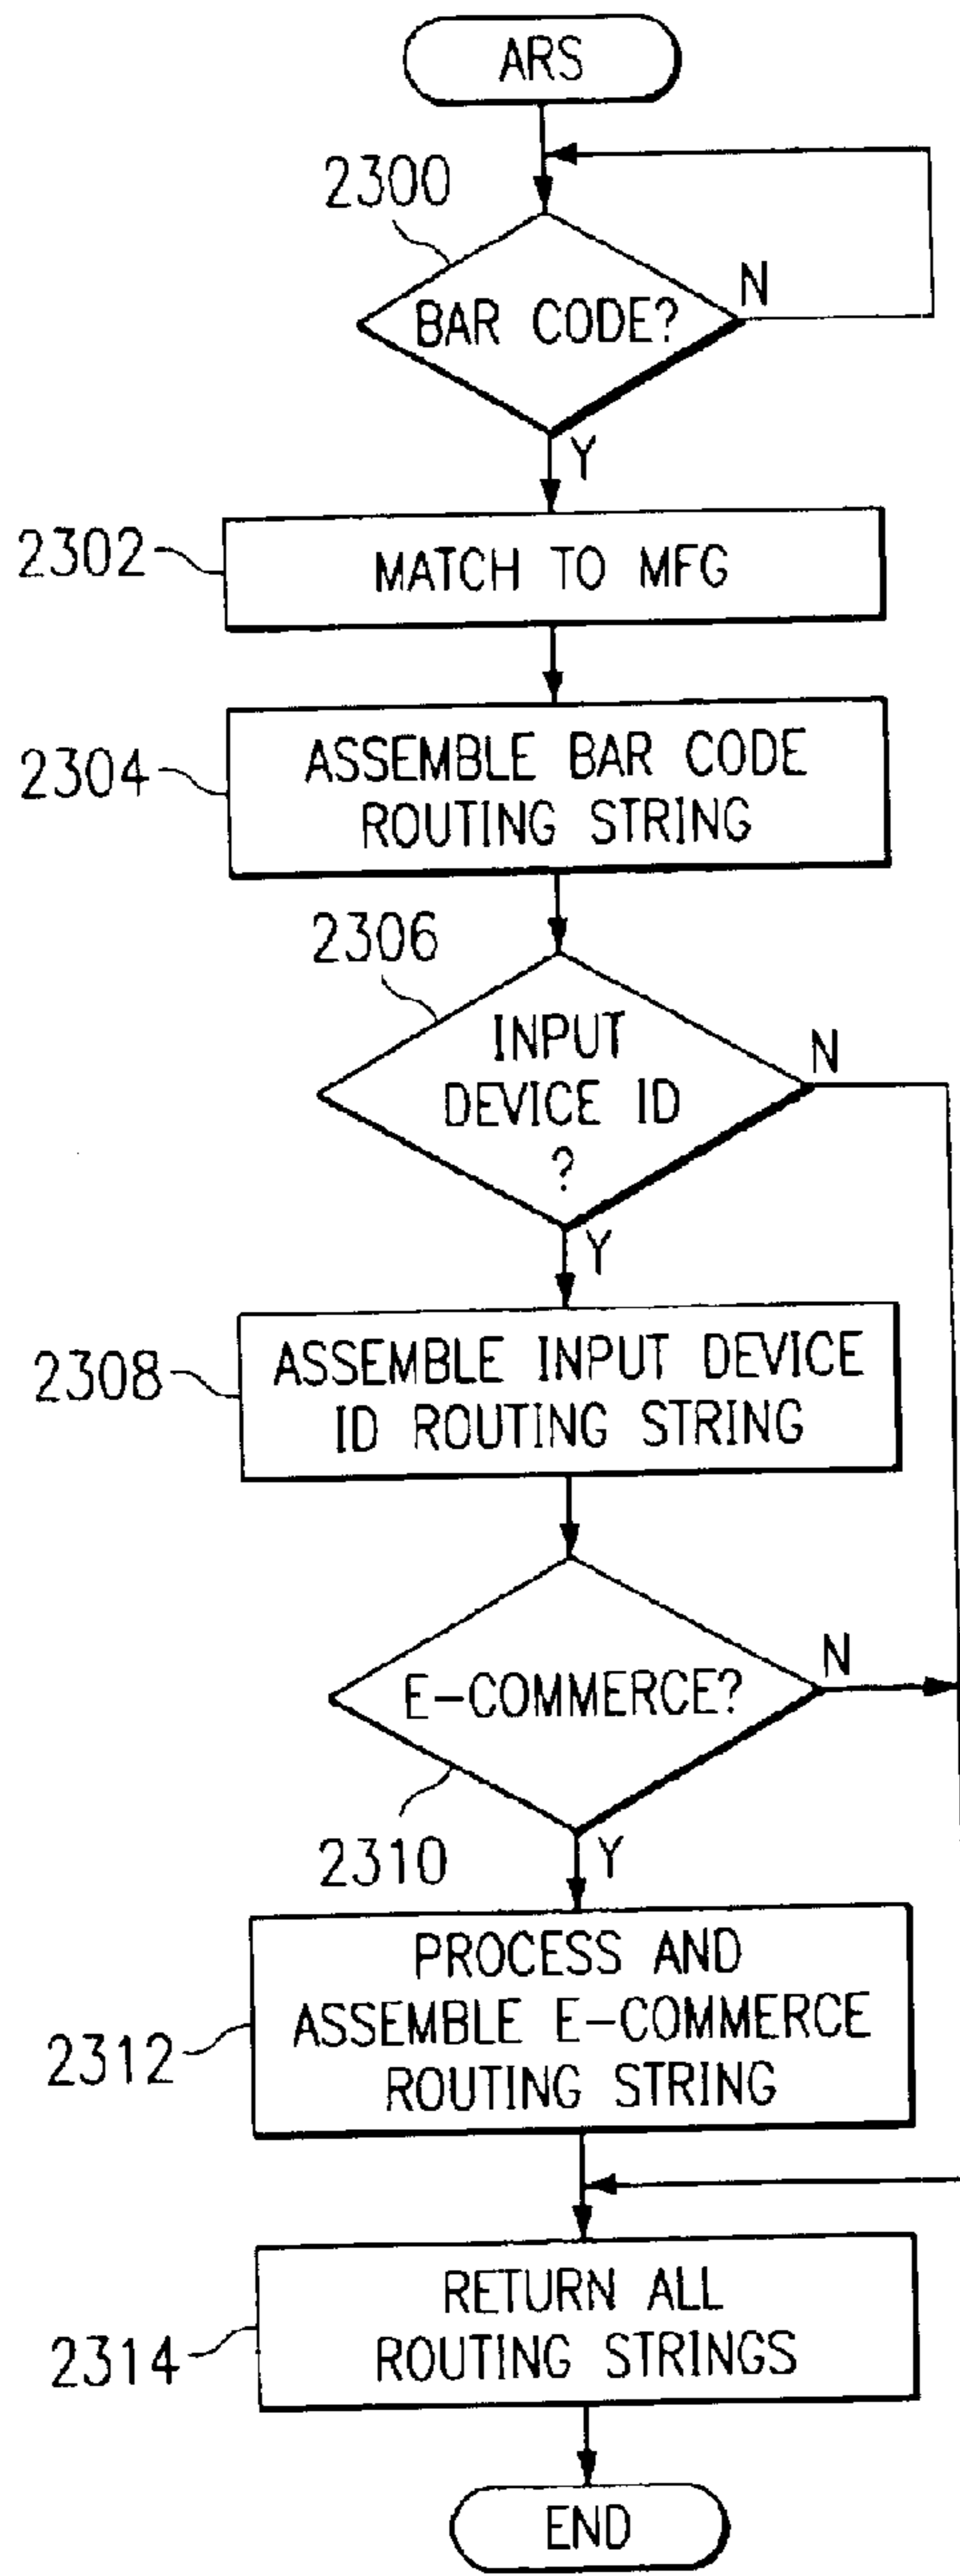 ARS
2300
BAR CODE?
N
Y
2302
MATCH TO MFG
2304
ASSEMBLE BAR CODE
ROUTING STRING
2306
INPUT
DEVICE ID
?
N
Y
2308
ASSEMBLE INPUT DEVICE
ID ROUTING STRING
E-COMMERCE?
N
2310
Y
PROCESS AND
ASSEMBLE E-COMMERCE
ROUTING STRING
2312
RETURN ALL
ROUTING STRINGS
2314
END